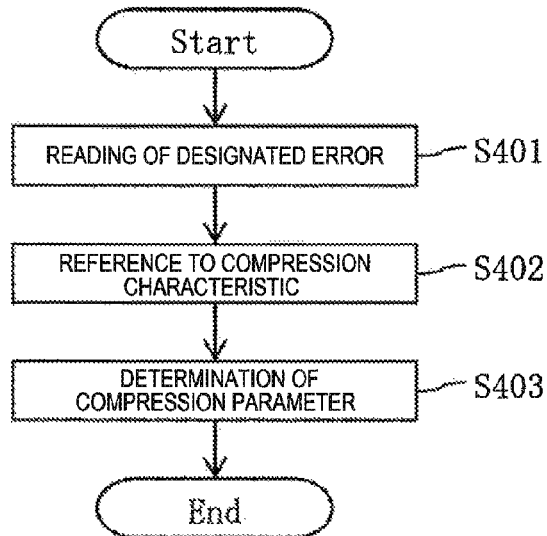 Start
READING OF DESIGNATED ERROR
S401
REFERENCE TO COMPRESSION
CHARACTERISTIC
S402
DETERMINATION OF
COMPRESSION PARAMETER
S403
End